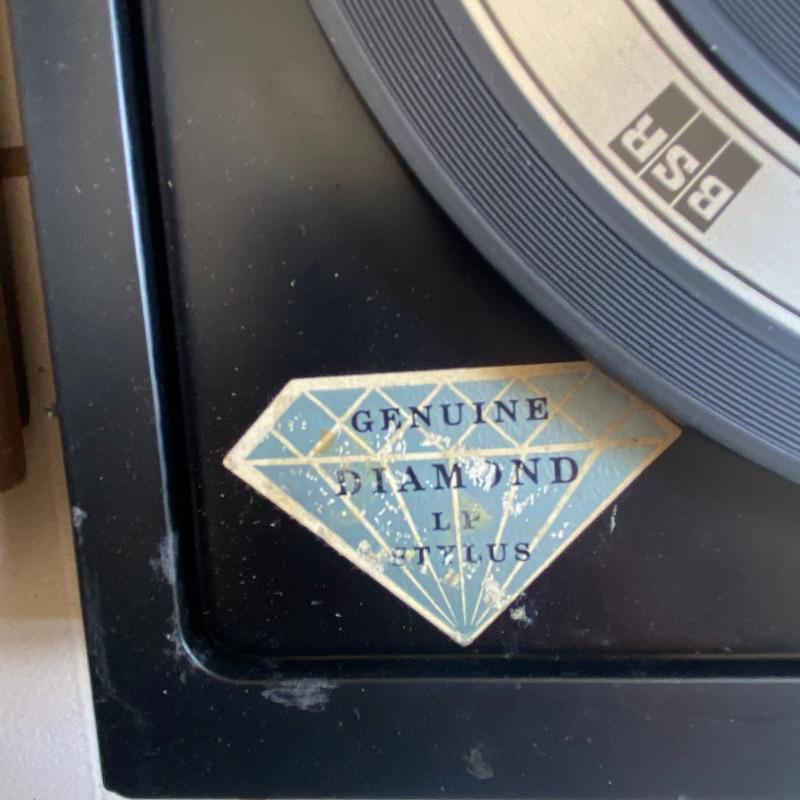 BSR
GENUINE
DIAMOND
LP
STYLUS